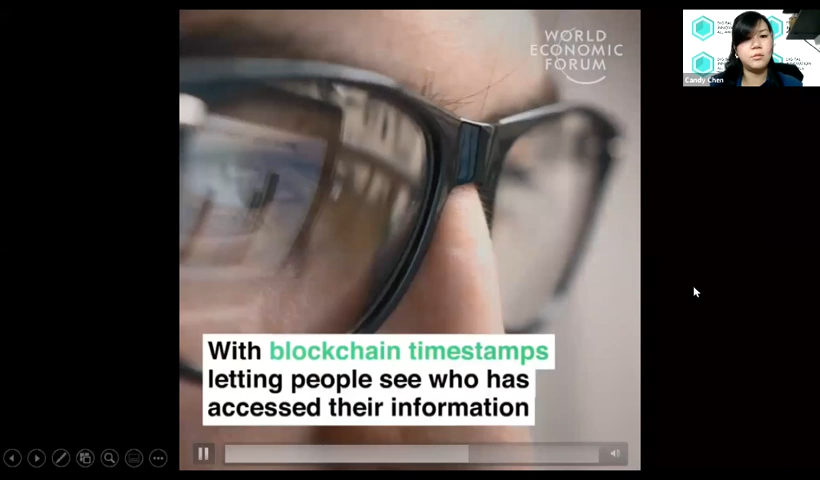 WORLD
ECONOMIC
FORUM
Candy Chen
With blockchain timestamps
letting people see who has
accessed their information